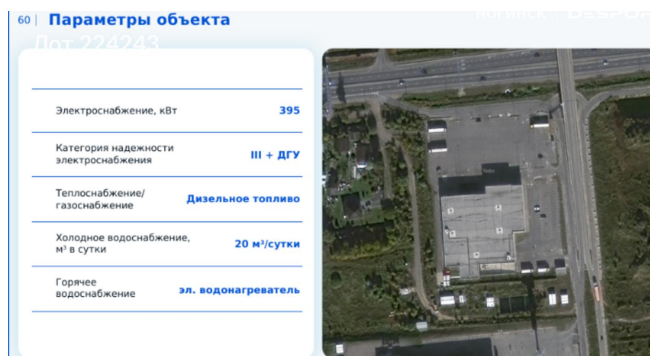 60 | Параметры объекта
Лот 224243
Электроснабжение, кВт 395
Категория надежности
электроснабжения III + ДГУ
Теплоснабжение/
газоснабжение Дизельное топливо
Холодное водоснабжение,
м³ в сутки 20 м³/сутки
Горячее
водоснабжение эл. водонагреватель